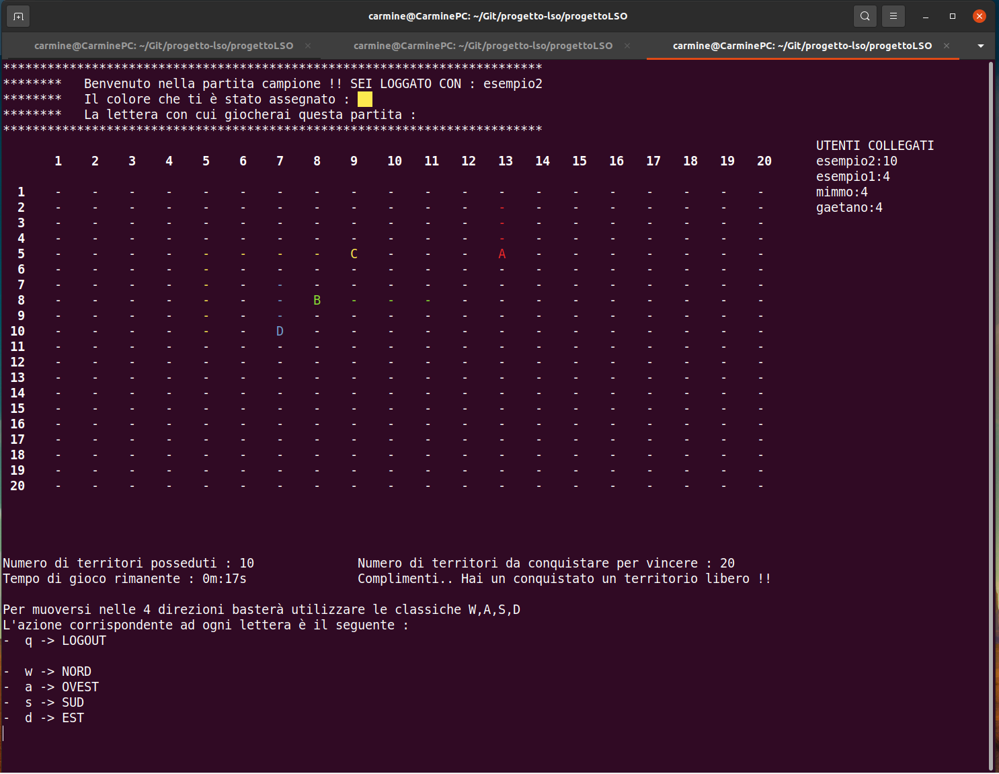 carmine@CarminePC: ~/Git/progetto-lso/progettoLSO
carmine@CarminePC: ~/Git/progetto-lso/progettoLSO × carmine@CarminePC: ~/Git/progetto-lso/progettoLSO × carmine@CarminePC: ~/Git/progetto-lso/progettoLSO ×
*************************************************************************
******** Benvenuto nella partita campione !! SEI LOGGATO CON : esempio2
******** Il colore che ti è stato assegnato :
******** La lettera con cui giocherai questa partita :
*************************************************************************
UTENTI COLLEGATI
1 2 3 4 5 6 7 8 9 10 11 12 13 14 15 16 17 18 19 20 esempio2:10
esempio1:4
1 - - - - - - - - - - - - - - - - - - - - mimmo:4
2 - - - - - - - - - - - - - - - - - - - - gaetano:4
3 - - - - - - - - - - - - - - - - - - - -
4 - - - - - - - - - - - - - - - - - - - -
5 - - - - - - - - C - - - A - - - - - - -
6 - - - - - - - - - - - - - - - - - - - -
7 - - - - - - - - - - - - - - - - - - - -
8 - - - - - - - B - - - - - - - - - - - -
9 - - - - - - - - - - - - - - - - - - - -
10 - - - - - - D - - - - - - - - - - - - -
11 - - - - - - - - - - - - - - - - - - - -
12 - - - - - - - - - - - - - - - - - - - -
13 - - - - - - - - - - - - - - - - - - - -
14 - - - - - - - - - - - - - - - - - - - -
15 - - - - - - - - - - - - - - - - - - - -
16 - - - - - - - - - - - - - - - - - - - -
17 - - - - - - - - - - - - - - - - - - - -
18 - - - - - - - - - - - - - - - - - - - -
19 - - - - - - - - - - - - - - - - - - - -
20 - - - - - - - - - - - - - - - - - - - -
Numero di territori posseduti : 10 Numero di territori da conquistare per vincere : 20
Tempo di gioco rimanente : 0m:17s Complimenti.. Hai un conquistato un territorio libero !!
Per muoversi nelle 4 direzioni basterà utilizzare le classiche W,A,S,D
L'azione corrispondente ad ogni lettera è il seguente :
- q -> LOGOUT
- w -> NORD
- a -> OVEST
- s -> SUD
- d -> EST